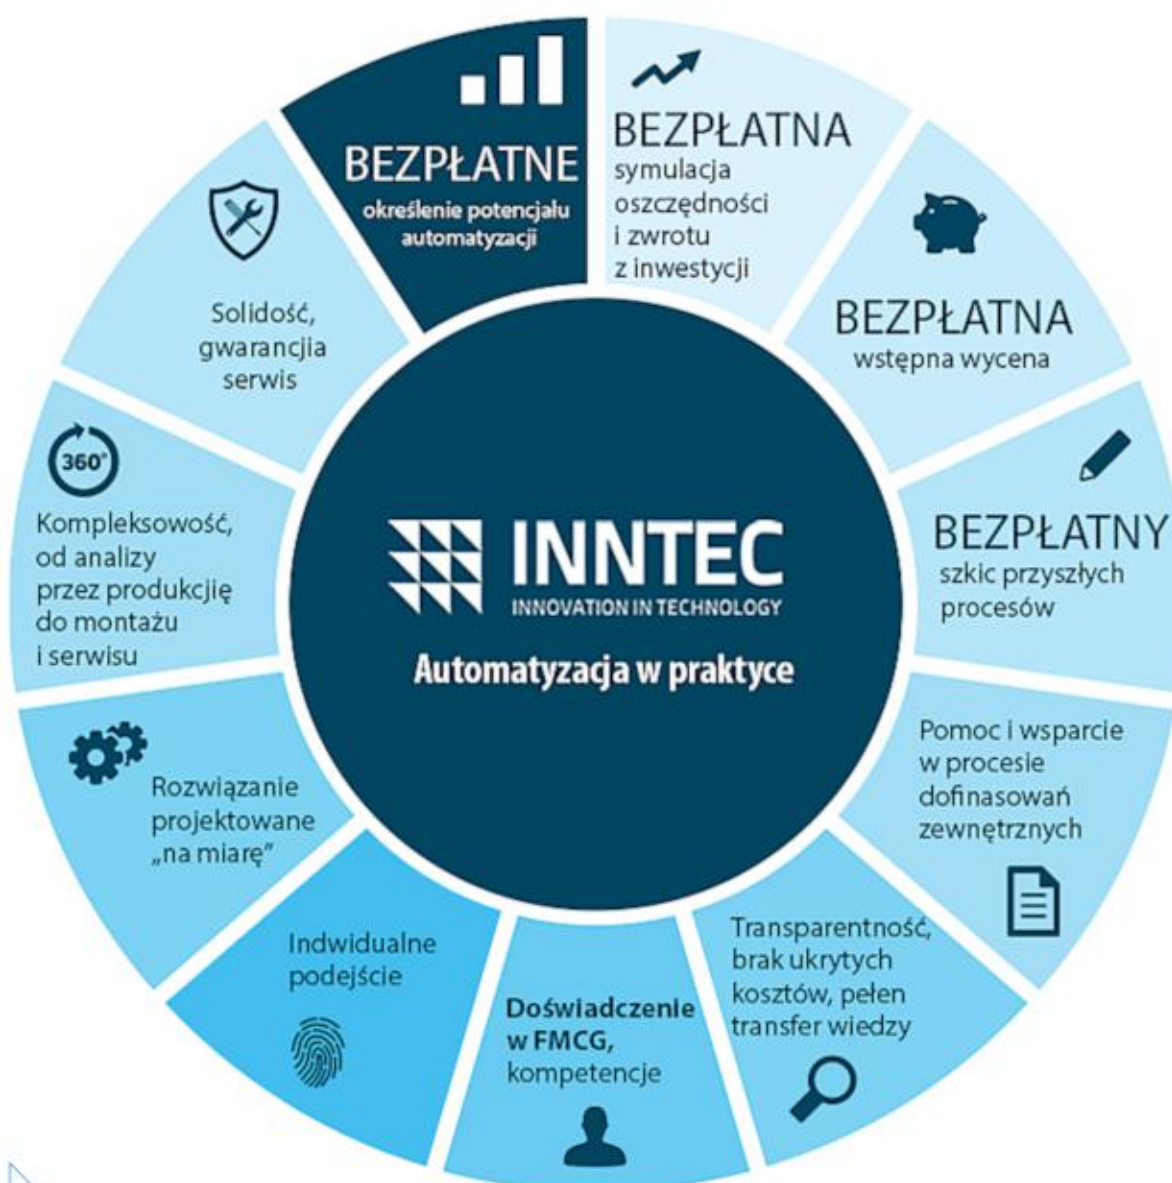 BEZPŁATNE
określenie potencjału
automatyzacji
BEZPŁATNA
symulacja
oszczędności
i zwrotu
z inwestycji
BEZPŁATNA
wstępna wycena
BEZPŁATNY
szkic przyszłych
procesów
Pomoc i wsparcie
w procesie
dofinasowań
zewnętrznych
Transparentność,
brak ukrytych
kosztów, pełen
transfer wiedzy
Doświadczenie
w FMCG,
kompetencje
Indwidualne
podejście
Rozwiązanie
projektowane
„na miarę”
360°
Kompleksowość,
od analizy
przez produkcjię
do montażu
i serwisu
Solidość,
gwarancjia
serwis
INNTEC
INNOVATION IN TECHNOLOGY
Automatyzacja w praktyce